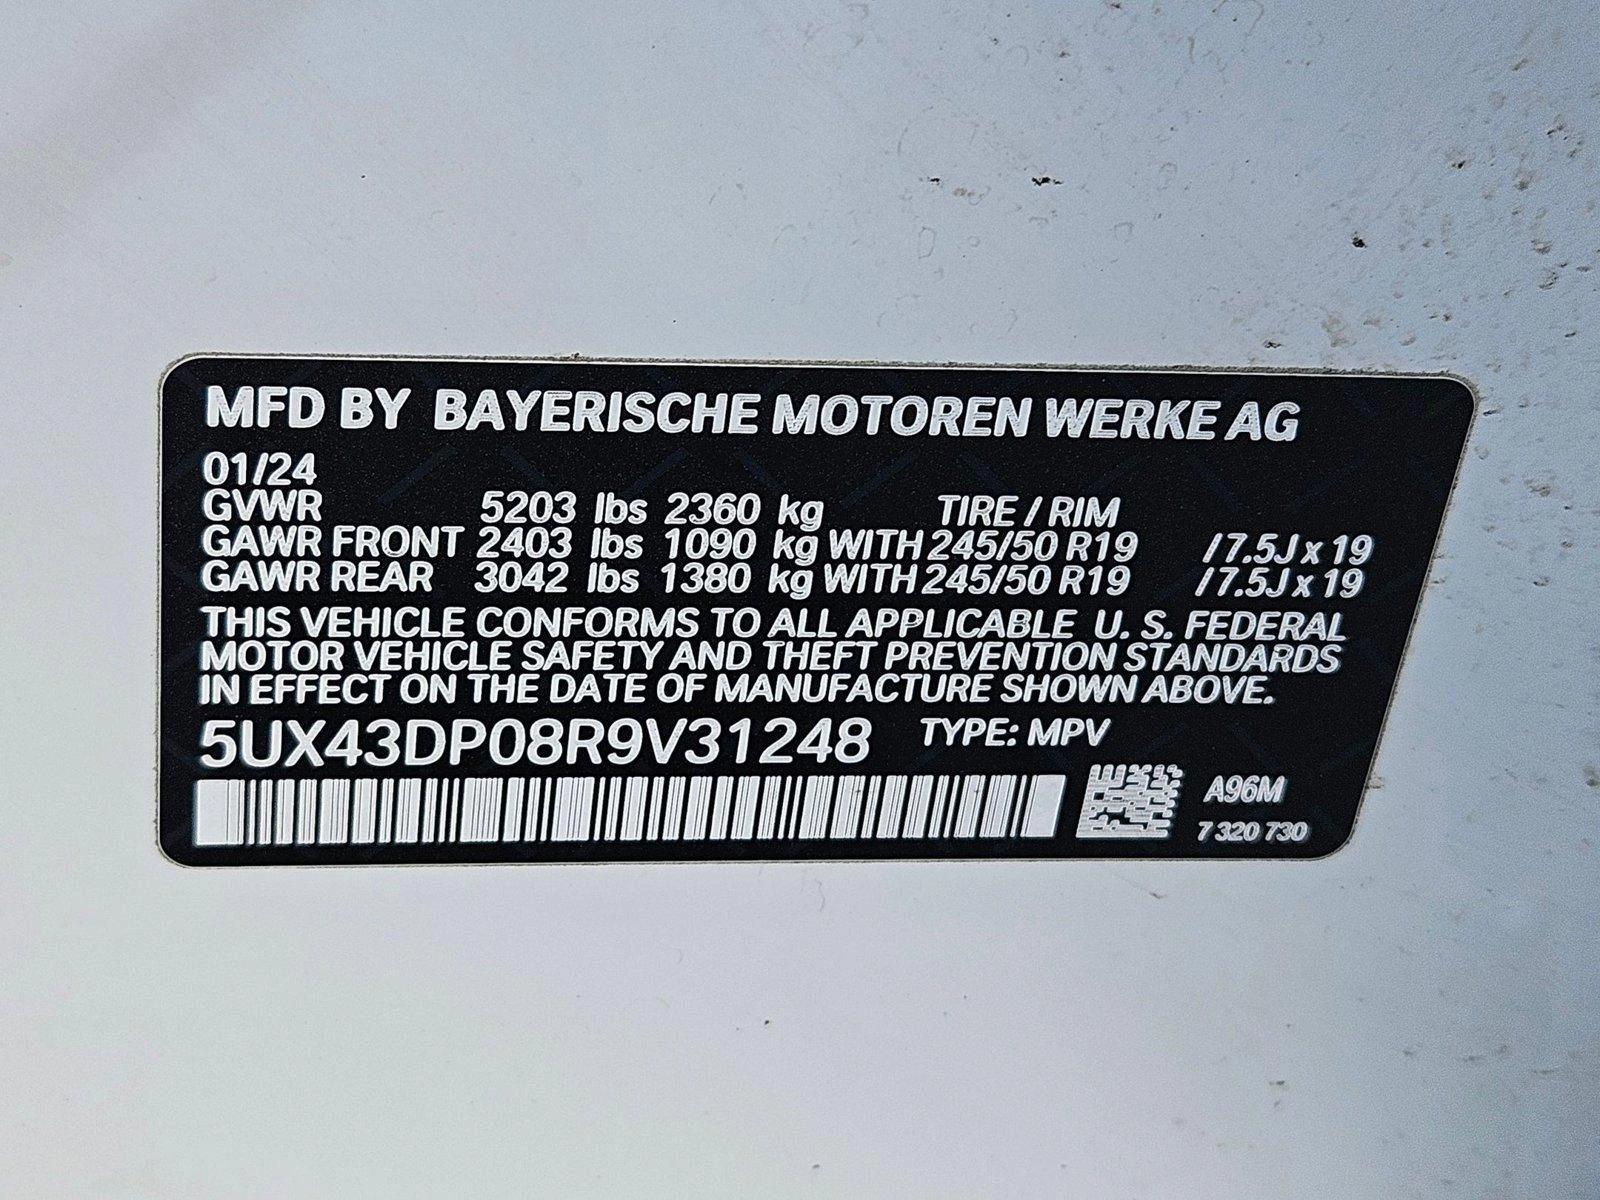 MFD BY BAYERISCHE MOTOREN WERKE AG
01/24
GVWR 5203 lbs 2360 kg TIRE / RIM
GAWR FRONT 2403 lbs 1090 kg WITH 245/50 R19 /7.5J x 19
GAWR REAR 3042 lbs 1380 kg WITH 245/50 R19 /7.5J x 19
THIS VEHICLE CONFORMS TO ALL APPLICABLE U. S. FEDERAL
MOTOR VEHICLE SAFETY AND THEFT PREVENTION STANDARDS
IN EFFECT ON THE DATE OF MANUFACTURE SHOWN ABOVE.
5UX43DP08R9V31248 TYPE: MPV
A96M
7 320 730